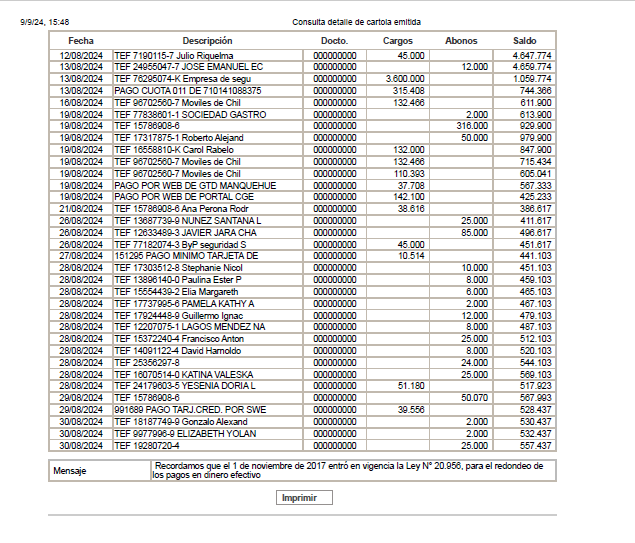 9/9/24, 15:48 Consulta detalle de cartola emitida
Fecha Descripción Docto. Cargos Abonos Saldo
12/08/2024 TEF 7190115-7 Julio Riquelma 000000000 45.000 4.647.774
13/08/2024 TEF 24955047-7 JOSE EMANUEL EC 000000000 12.000 4.659.774
13/08/2024 TEF 76295074-K Empresa de segu 000000000 3.600.000 1.059.774
13/08/2024 PAGO CUOTA 011 DE 710141088375 000000000 315.408 744.366
16/08/2024 TEF 96702560-7 Moviles de Chil 000000000 132.466 611.900
19/08/2024 TEF 77838601-1 SOCIEDAD GASTRO 000000000 2.000 613.900
19/08/2024 TEF 15786908-6 000000000 316.000 929.900
19/08/2024 TEF 17317875-1 Roberto Alejand 000000000 50.000 979.900
19/08/2024 TEF 16558810-K Carol Rabelo 000000000 132.000 847.900
19/08/2024 TEF 96702560-7 Moviles de Chil 000000000 132.466 715.434
19/08/2024 TEF 96702560-7 Moviles de Chil 000000000 110.393 605.041
19/08/2024 PAGO POR WEB DE GTD MANQUEHUE 000000000 37.708 567.333
19/08/2024 PAGO POR WEB DE PORTAL CGE 000000000 142.100 425.233
21/08/2024 TEF 15786908-6 Ana Perona Rodr 000000000 38.616 386.617
26/08/2024 TEF 13687739-9 NUNEZ SANTANA L 000000000 25.000 411.617
26/08/2024 TEF 12633489-3 JAVIER JARA CHA 000000000 85.000 496.617
26/08/2024 TEF 77182074-3 ByP seguridad S 000000000 45.000 451.617
27/08/2024 151295 PAGO MINIMO TARJETA DE 000000000 10.514 441.103
28/08/2024 TEF 17303512-8 Stephanie Nicol 000000000 10.000 451.103
28/08/2024 TEF 13896140-0 Paulina Ester P 000000000 8.000 459.103
28/08/2024 TEF 15554439-2 Elia Margareth 000000000 6.000 465.103
28/08/2024 TEF 17737995-6 PAMELA KATHY A 000000000 2.000 467.103
28/08/2024 TEF 17924448-9 Guillermo Ignac 000000000 12.000 479.103
28/08/2024 TEF 12207075-1 LAGOS MENDEZ NA 000000000 8.000 487.103
28/08/2024 TEF 15372240-4 Francisco Anton 000000000 25.000 512.103
28/08/2024 TEF 14091122-4 David Hamoldo 000000000 8.000 520.103
28/08/2024 TEF 25356297-8 000000000 24.000 544.103
28/08/2024 TEF 16070514-0 KATINA VALESKA 000000000 25.000 569.103
28/08/2024 TEF 24179603-5 YESENIA DORIA L 000000000 51.180 517.923
29/08/2024 TEF 15786908-6 000000000 50.070 567.993
29/08/2024 991689 PAGO TARJ.CRED. POR SWE 000000000 39.556 528.437
30/08/2024 TEF 18187749-9 Gonzalo Alexand 000000000 2.000 530.437
30/08/2024 TEF 9977996-9 ELIZABETH YOLAN 000000000 2.000 532.437
30/08/2024 TEF 19280720-4 000000000 25.000 557.437
Mensaje Recordamos que el 1 de noviembre de 2017 entró en vigencia la Ley N° 20.956, para el redondeo de
los pagos en dinero efectivo
Imprimir